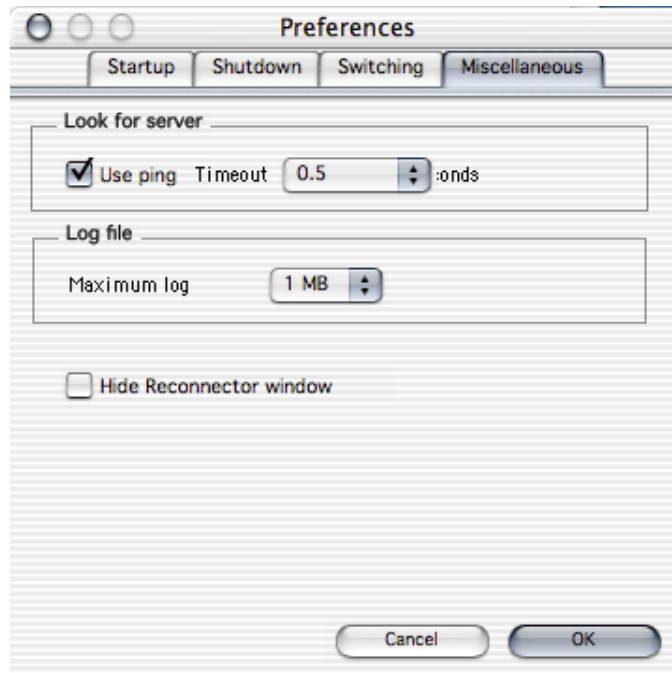 Preferences
Startup Shutdown Switching Miscellaneous
Look for server
Use ping Timeout 0.5 :onds
Log file
Maximum log 1 MB
Hide Reconnector window
Cancel OK